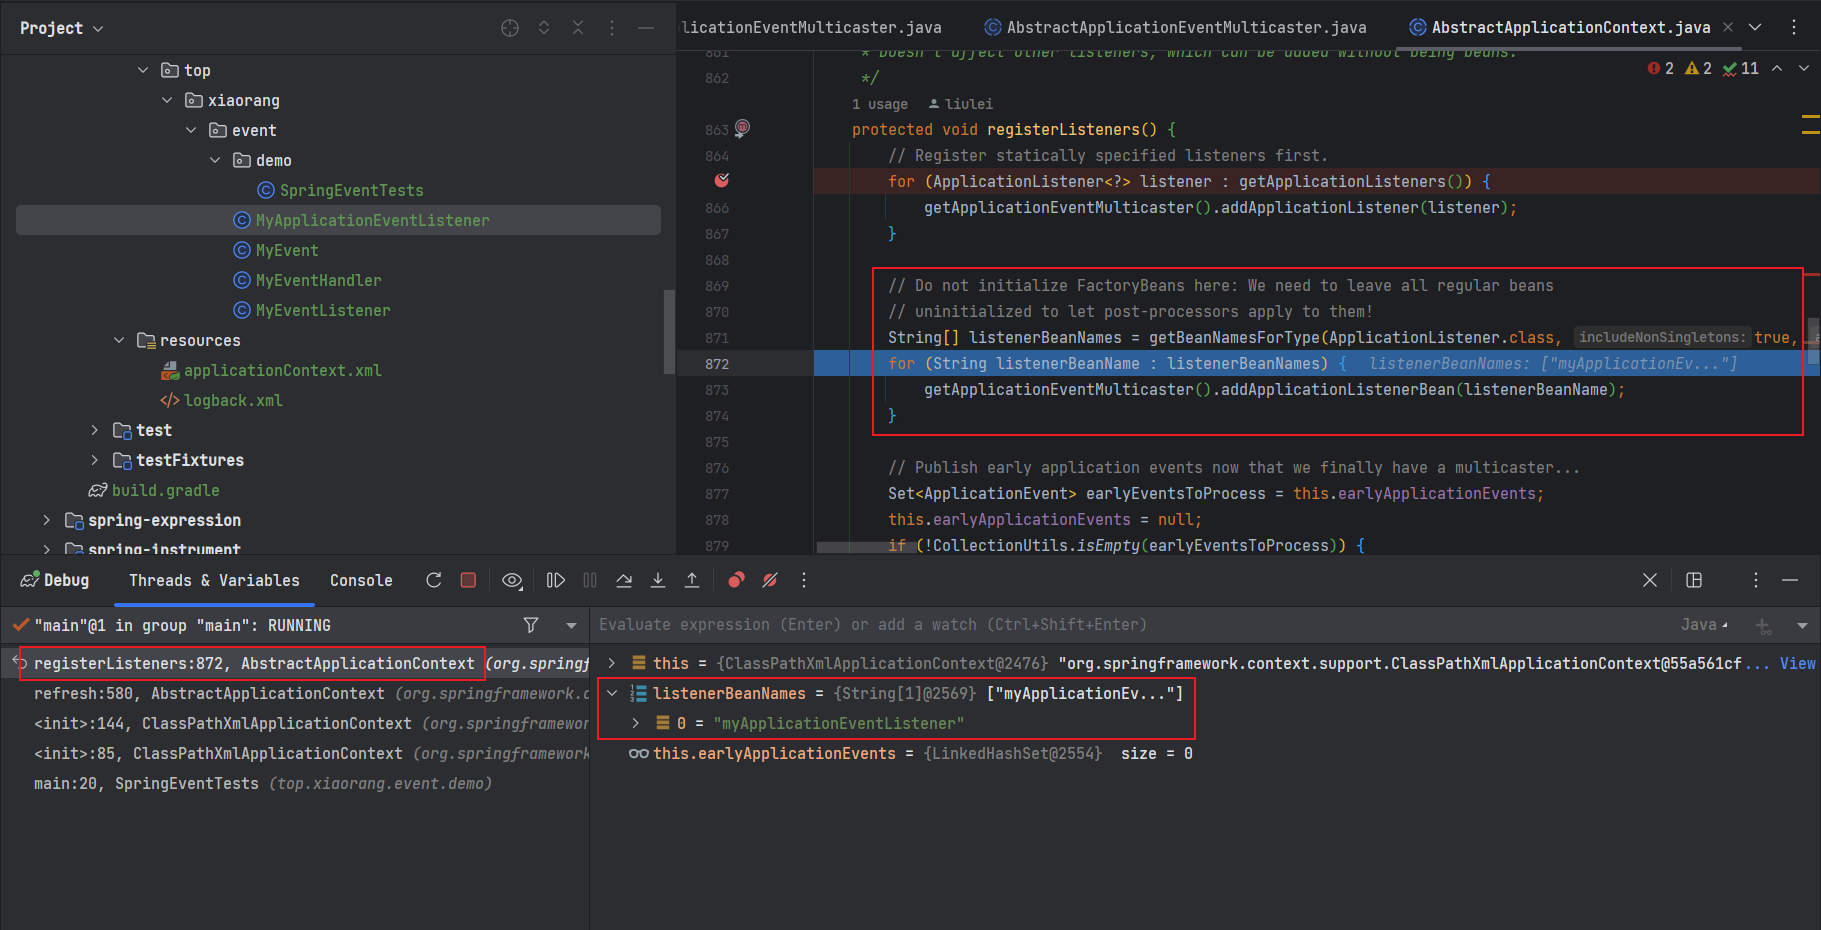 Project
top
xiaorang
event
demo
SpringEventTests
MyApplicationEventListener
MyEvent
MyEventHandler
MyEventListener
resources
applicationContext.xml
logback.xml
test
testFixtures
build.gradle
spring-expression
spring-instrument
plicationEventMulticaster.java
AbstractApplicationEventMulticaster.java
AbstractApplicationContext.java
2 2 11
861 * Doesn't affect other listeners, which can be added without being beans.
862 */
1 usage liulei
863 protected void registerListeners() {
864 // Register statically specified listeners first.
for (ApplicationListener<?> listener : getApplicationListeners()) {
866 getApplicationEventMulticaster().addApplicationListener(listener);
867 }
868
869 // Do not initialize FactoryBeans here: We need to leave all regular beans
870 // uninitialized to let post-processors apply to them!
871 String[] listenerBeanNames = getBeanNamesForType(ApplicationListener.class, includeNonSingletons: true,
872 for (String listenerBeanName : listenerBeanNames) { listenerBeanNames: ["myApplicationEv..."]
873 getApplicationEventMulticaster().addApplicationListenerBean(listenerBeanName);
874 }
875
876 // Publish early application events now that we finally have a multicaster...
877 Set<ApplicationEvent> earlyEventsToProcess = this.earlyApplicationEvents;
878 this.earlyApplicationEvents = null;
879 if (!CollectionUtils.isEmpty(earlyEventsToProcess)) {
Debug Threads & Variables Console
"main"@1 in group "main": RUNNING
registerListeners:872, AbstractApplicationContext (org.springf
refresh:580, AbstractApplicationContext (org.springframework.c
<init>:144, ClassPathXmlApplicationContext (org.springframewor
<init>:85, ClassPathXmlApplicationContext (org.springframework
main:20, SpringEventTests (top.xiaorang.event.demo)
Evaluate expression (Enter) or add a watch (Ctrl+Shift+Enter) Java
this = {ClassPathXmlApplicationContext@2476} "org.springframework.context.support.ClassPathXmlApplicationContext@55a561cf... View
listenerBeanNames = {String[1]@2569} ["myApplicationEv..."]
0 = "myApplicationEventListener"
this.earlyApplicationEvents = {LinkedHashSet@2554} size = 0